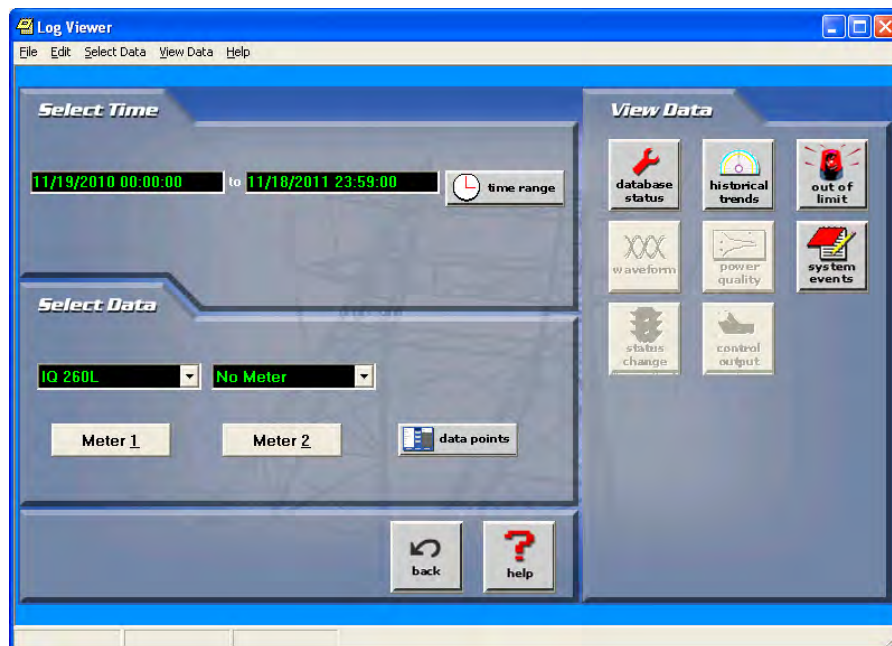 Log Viewer
File Edit Select Data View Data Help
Select Time
11/19/2010 00:00:00 to 11/18/2011 23:59:00
time range
Select Data
IQ 260L
No Meter
Meter 1
Meter 2
data points
back
help
View Data
database status
historical trends
out of limit
waveform
power quality
system events
status change
control output